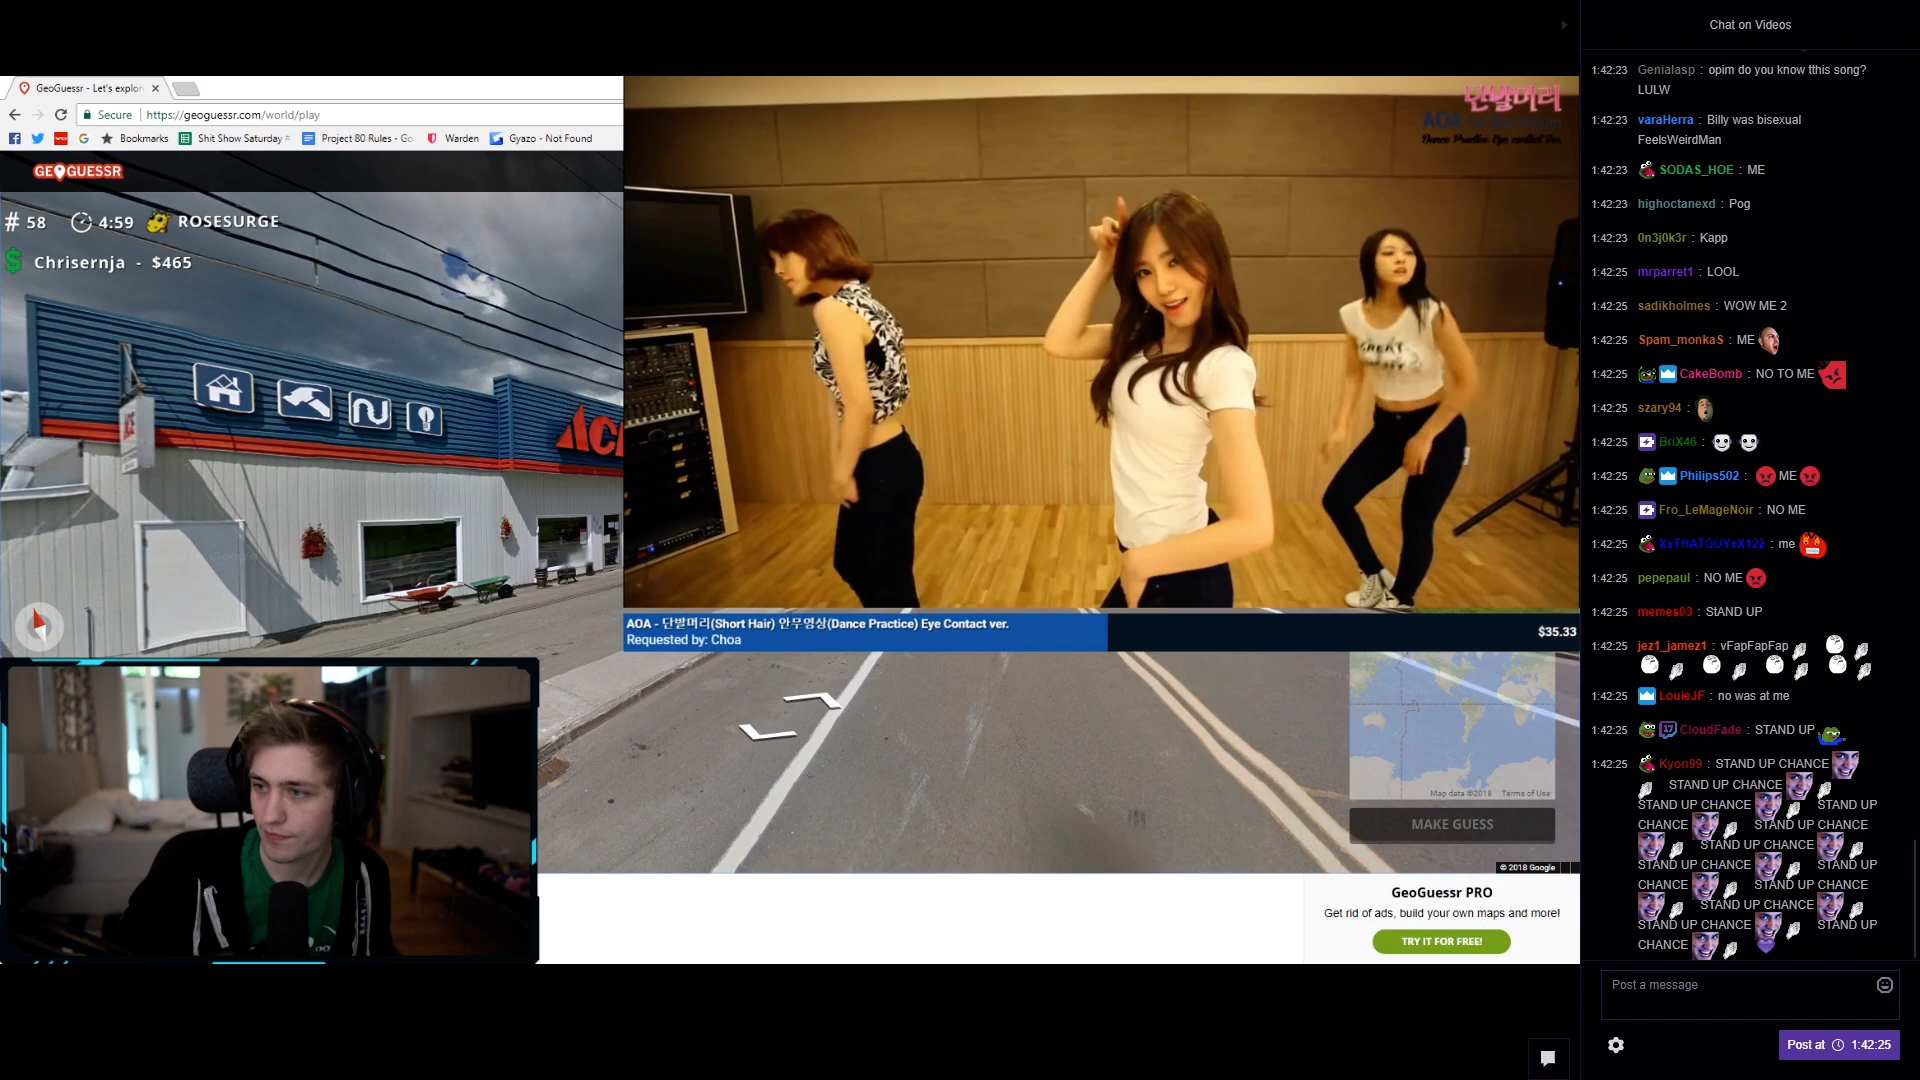 GeoGuessr - Let's explor
Secure
https://geoguessr.com/world/play
Bookmarks
Shit Show Saturday #
Project 80 Rules - Go
Warden
Gyazo - Not Found
GEOGUESSR
# 58
4:59
ROSESURGE
Chrisernja - $465
ACE
단발머리
AOA
Dance Practice Eye contact Ver.
GREAT
AOA - 단발머리(Short Hair) 안무영상(Dance Practice) Eye Contact ver.
Requested by: Choa
$35.33
Map data ©2018 Terms of Use
MAKE GUESS
© 2018 Google
GeoGuessr PRO
Get rid of ads, build your own maps and more!
TRY IT FOR FREE!
Chat on Videos
1:42:23 Genialasp : opim do you know tthis song?
LULW
1:42:23 varaHerra : Billy was bisexual
FeelsWeirdMan
1:42:23 SODAS_HOE : ME
1:42:23 highoctanexd : Pog
1:42:23 0n3j0k3r : Kapp
1:42:25 mrparret1 : LOOL
1:42:25 sadikholmes : WOW ME 2
1:42:25 Spam_monkaS : ME
1:42:25 CakeBomb : NO TO ME
1:42:25 szary94 :
1:42:25 BriX46 :
1:42:25 Philips502 : ME
1:42:25 Fro_LeMageNoir : NO ME
1:42:25 XxTHATGUYxX122 : me
1:42:25 pepepaul : NO ME
1:42:25 memes03 : StAND UP
1:42:25 jez1_jamez1 : vFapFapFap
1:42:25 LouieJF : no was at me
1:42:25 17 CloudFade : STAND UP
1:42:25 Kyon99 : STAND UP CHANCE
STAND UP CHANCE
STAND UP CHANCE STAND UP
CHANCE STAND UP CHANCE
STAND UP CHANCE
STAND UP CHANCE STAND UP
CHANCE STAND UP CHANCE
STAND UP CHANCE
STAND UP CHANCE STAND UP
CHANCE
Post a message
Post at 1:42:25